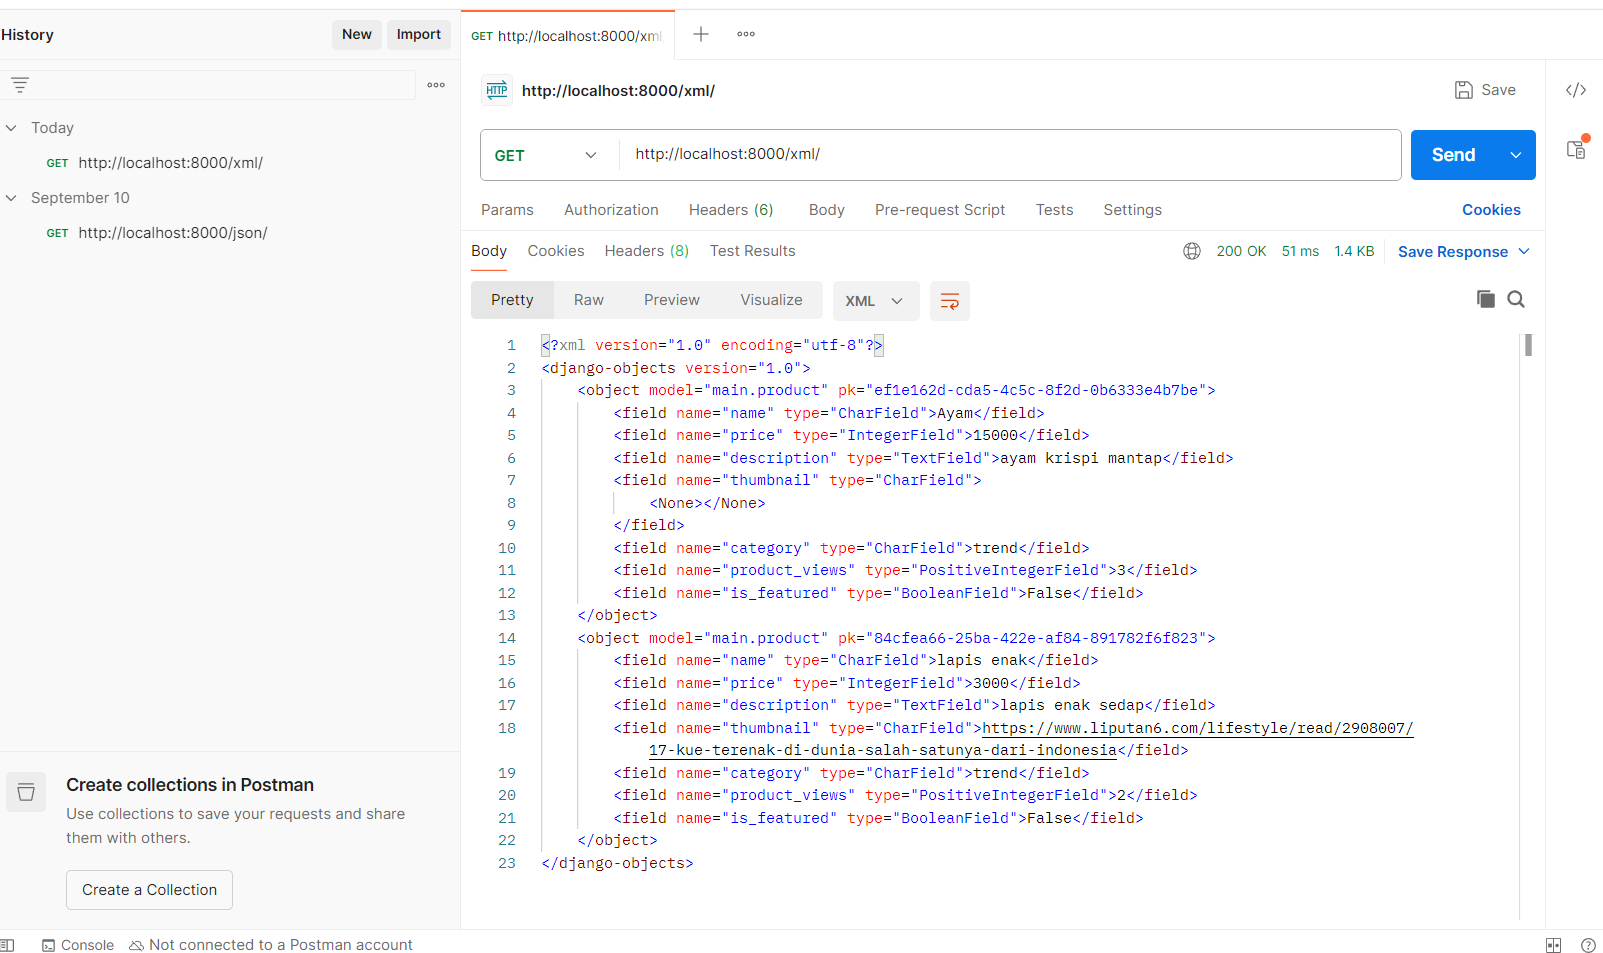 History
New
Import
GET http://localhost:8000/xml
http://localhost:8000/xml/
Save
Today
GET http://localhost:8000/xml/
September 10
GET http://localhost:8000/json/
HTTP
GET
http://localhost:8000/xml/
Send
Params Authorization Headers (6) Body Pre-request Script Tests Settings Cookies
Body Cookies Headers (8) Test Results 200 OK 51 ms 1.4 KB Save Response
Pretty Raw Preview Visualize XML
1 <?xml version="1.0" encoding="utf-8"?>
2 <django-objects version="1.0">
3 <object model="main.product" pk="ef1e162d-cda5-4c5c-8f2d-0b6333e4b7be">
4 <field name="name" type="CharField">Ayam</field>
5 <field name="price" type="IntegerField">15000</field>
6 <field name="description" type="TextField">ayam krispi mantap</field>
7 <field name="thumbnail" type="CharField">
8 <None></None>
9 </field>
10 <field name="category" type="CharField">trend</field>
11 <field name="product_views" type="PositiveIntegerField">3</field>
12 <field name="is_featured" type="BooleanField">False</field>
13 </object>
14 <object model="main.product" pk="84cfea66-25ba-422e-af84-891782f6f823">
15 <field name="name" type="CharField">lapis enak</field>
16 <field name="price" type="IntegerField">3000</field>
17 <field name="description" type="TextField">lapis enak sedap</field>
18 <field name="thumbnail" type="CharField">https://www.liputan6.com/lifestyle/read/2908007/
17-kue-terenak-di-dunia-salah-satunya-dari-indonesia</field>
19 <field name="category" type="CharField">trend</field>
20 <field name="product_views" type="PositiveIntegerField">2</field>
21 <field name="is_featured" type="BooleanField">False</field>
22 </object>
23 </django-objects>
Create collections in Postman
Use collections to save your requests and share
them with others.
Create a Collection
Console Not connected to a Postman account